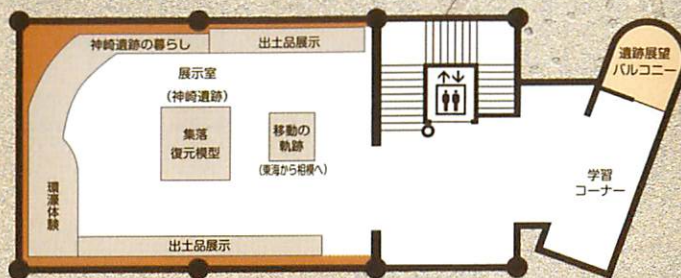 神崎遺跡の暮らし
出土品展示
展示室
(神崎遺跡)
集落
復元模型
移動の
軌跡
(東海から相模へ)
環濠体験
出土品展示
遺跡展望
バルコニー
学習
コーナー